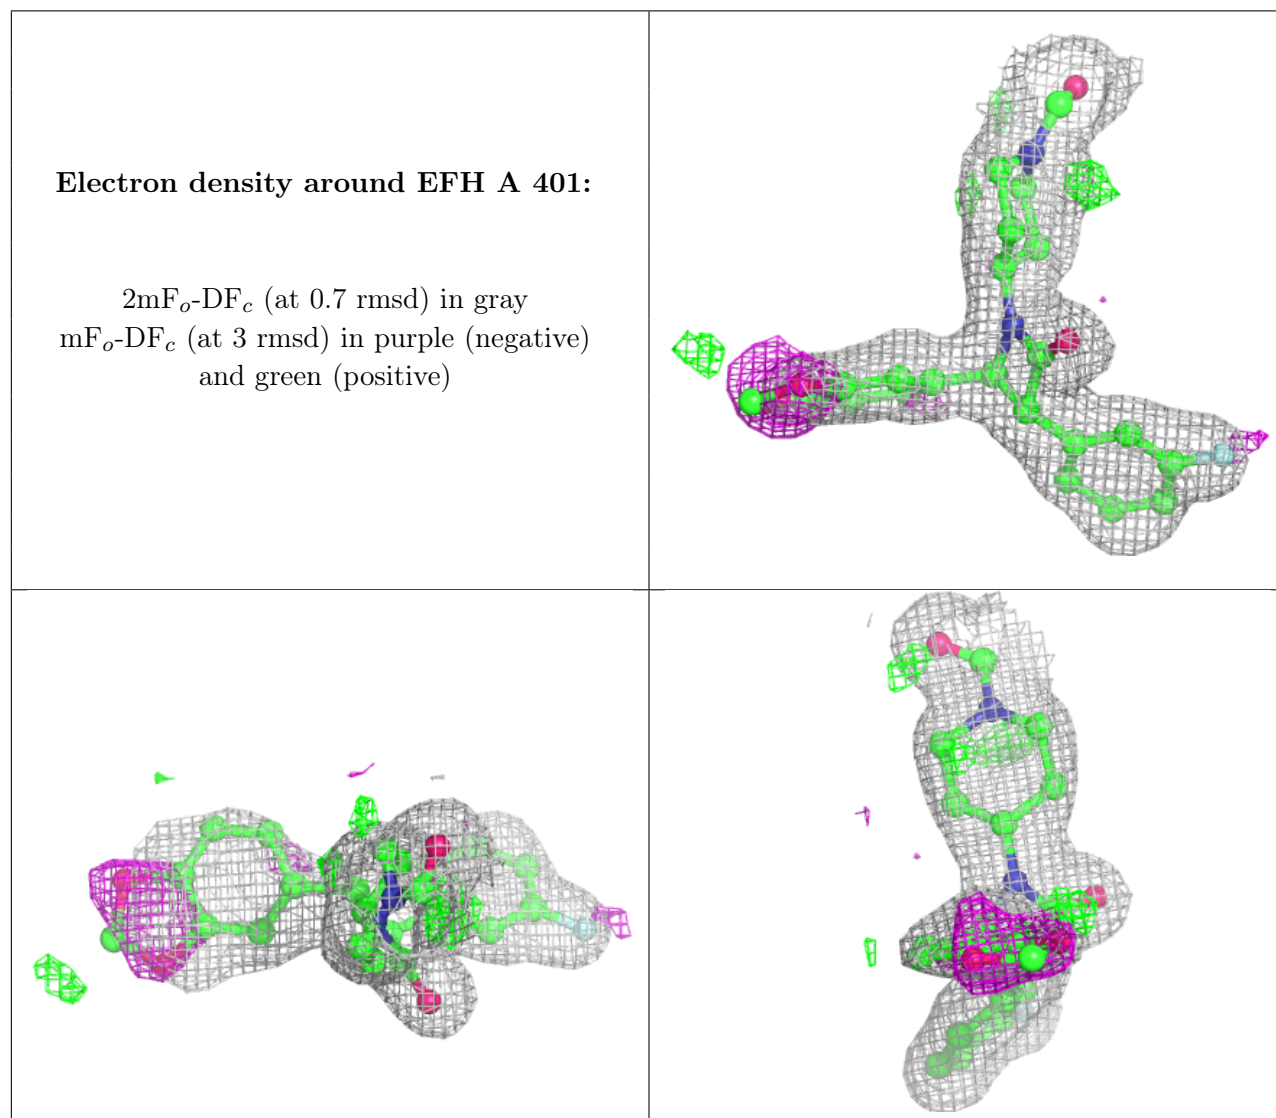 Electron density around EFH A 401:
2mFo-DFc (at 0.7 rmsd) in gray
mFo-DFc (at 3 rmsd) in purple (negative)
and green (positive)